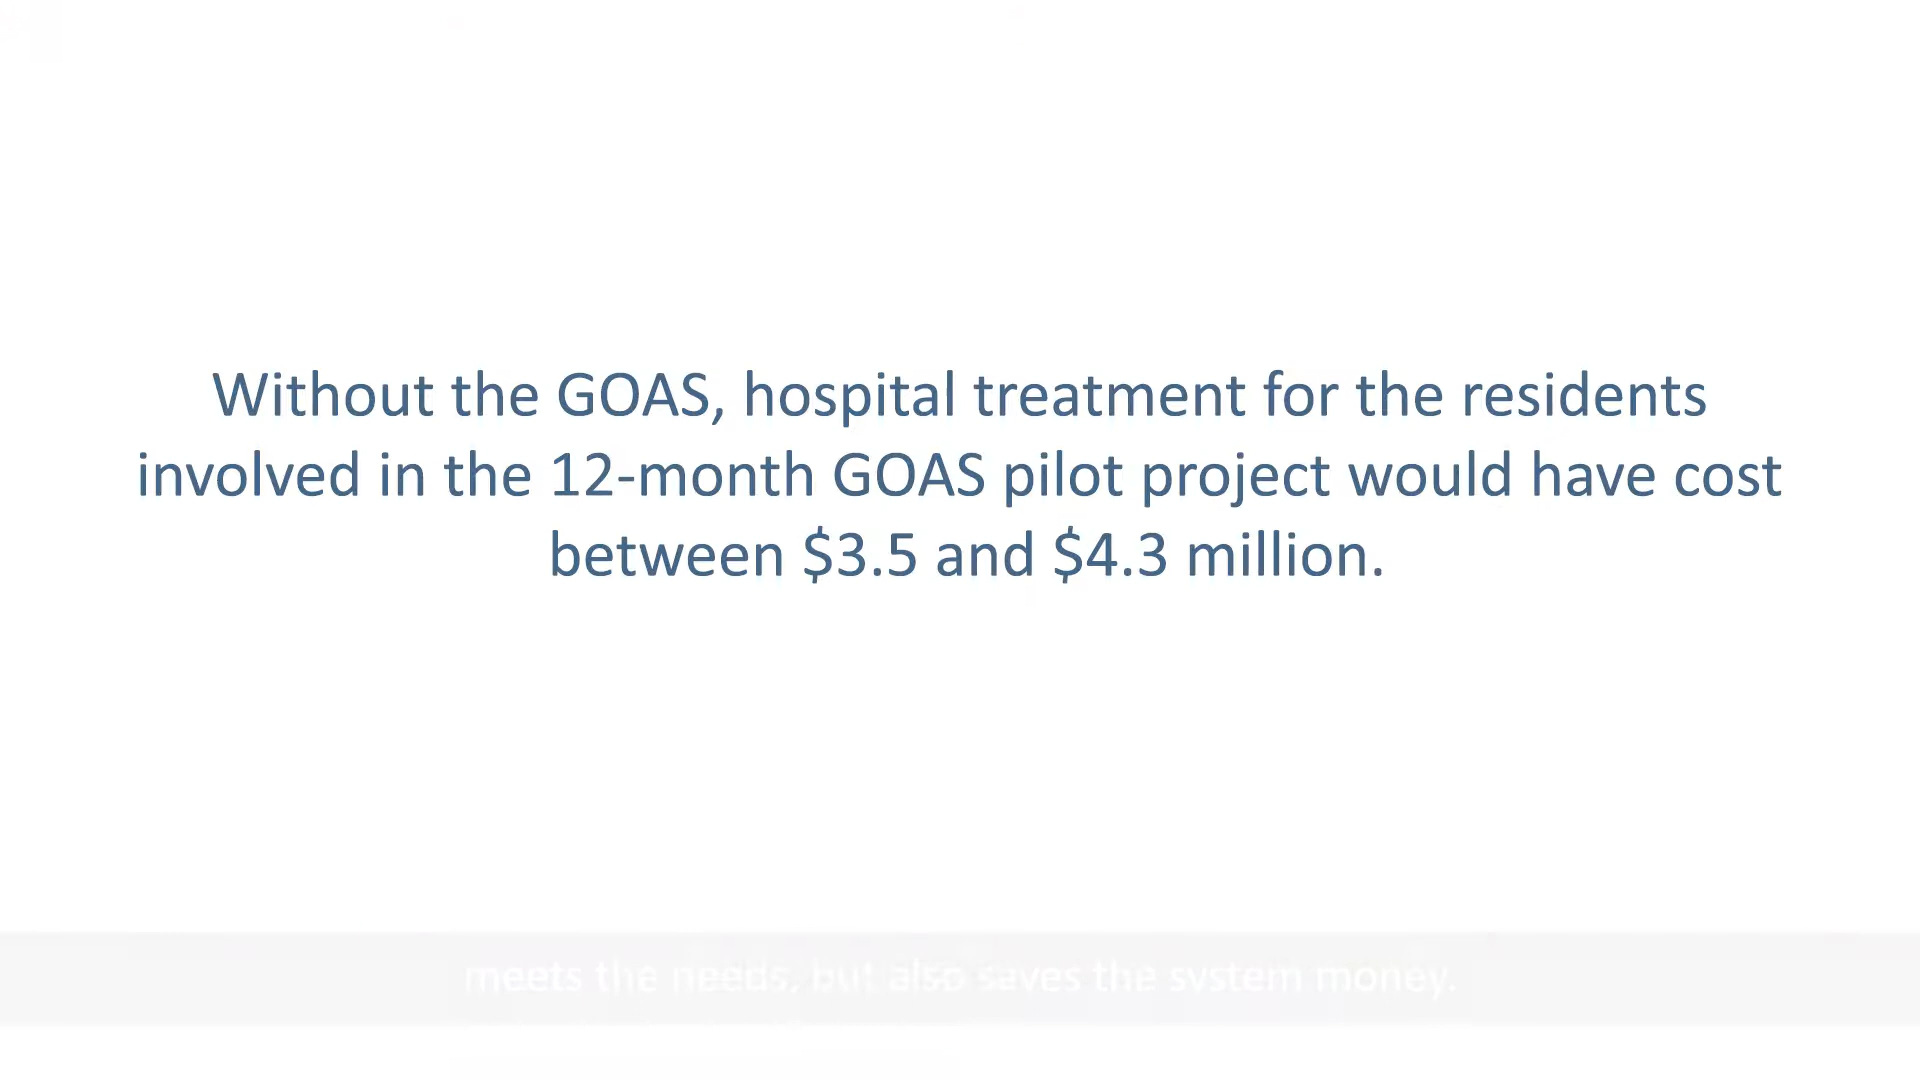 Without the GOAS, hospital treatment for the residents
involved in the 12-month GOAS pilot project would have cost
between $3.5 and $4.3 million.
meets the needs, but also saves the system money.